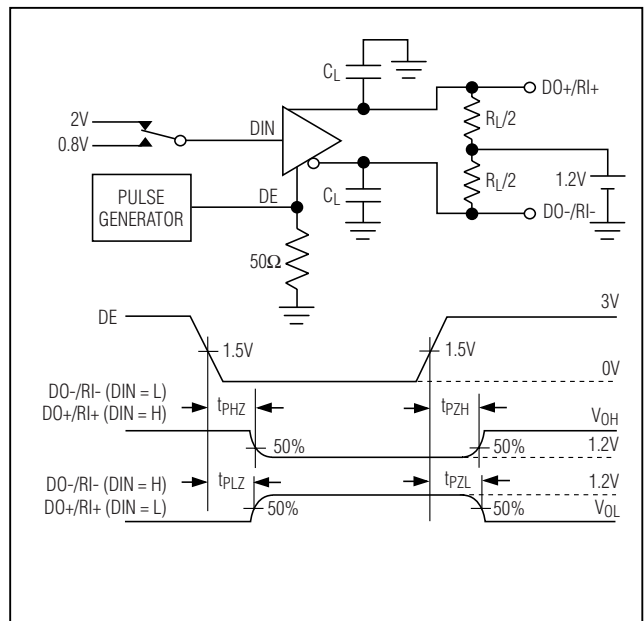 C_L
DO+/RI+
2V
0.8V
DIN
R_L/2
R_L/2
1.2V
PULSE
GENERATOR
DE
C_L
DO-/RI-
50Ω
DE
3V
1.5V
1.5V
0V
DO-/RI- (DIN = L)
DO+/RI+ (DIN = H)
t_PHZ
t_PZH
V_OH
50%
50%
1.2V
DO-/RI- (DIN = H)
DO+/RI+ (DIN = L)
t_PLZ
t_PZL
1.2V
50%
50%
V_OL